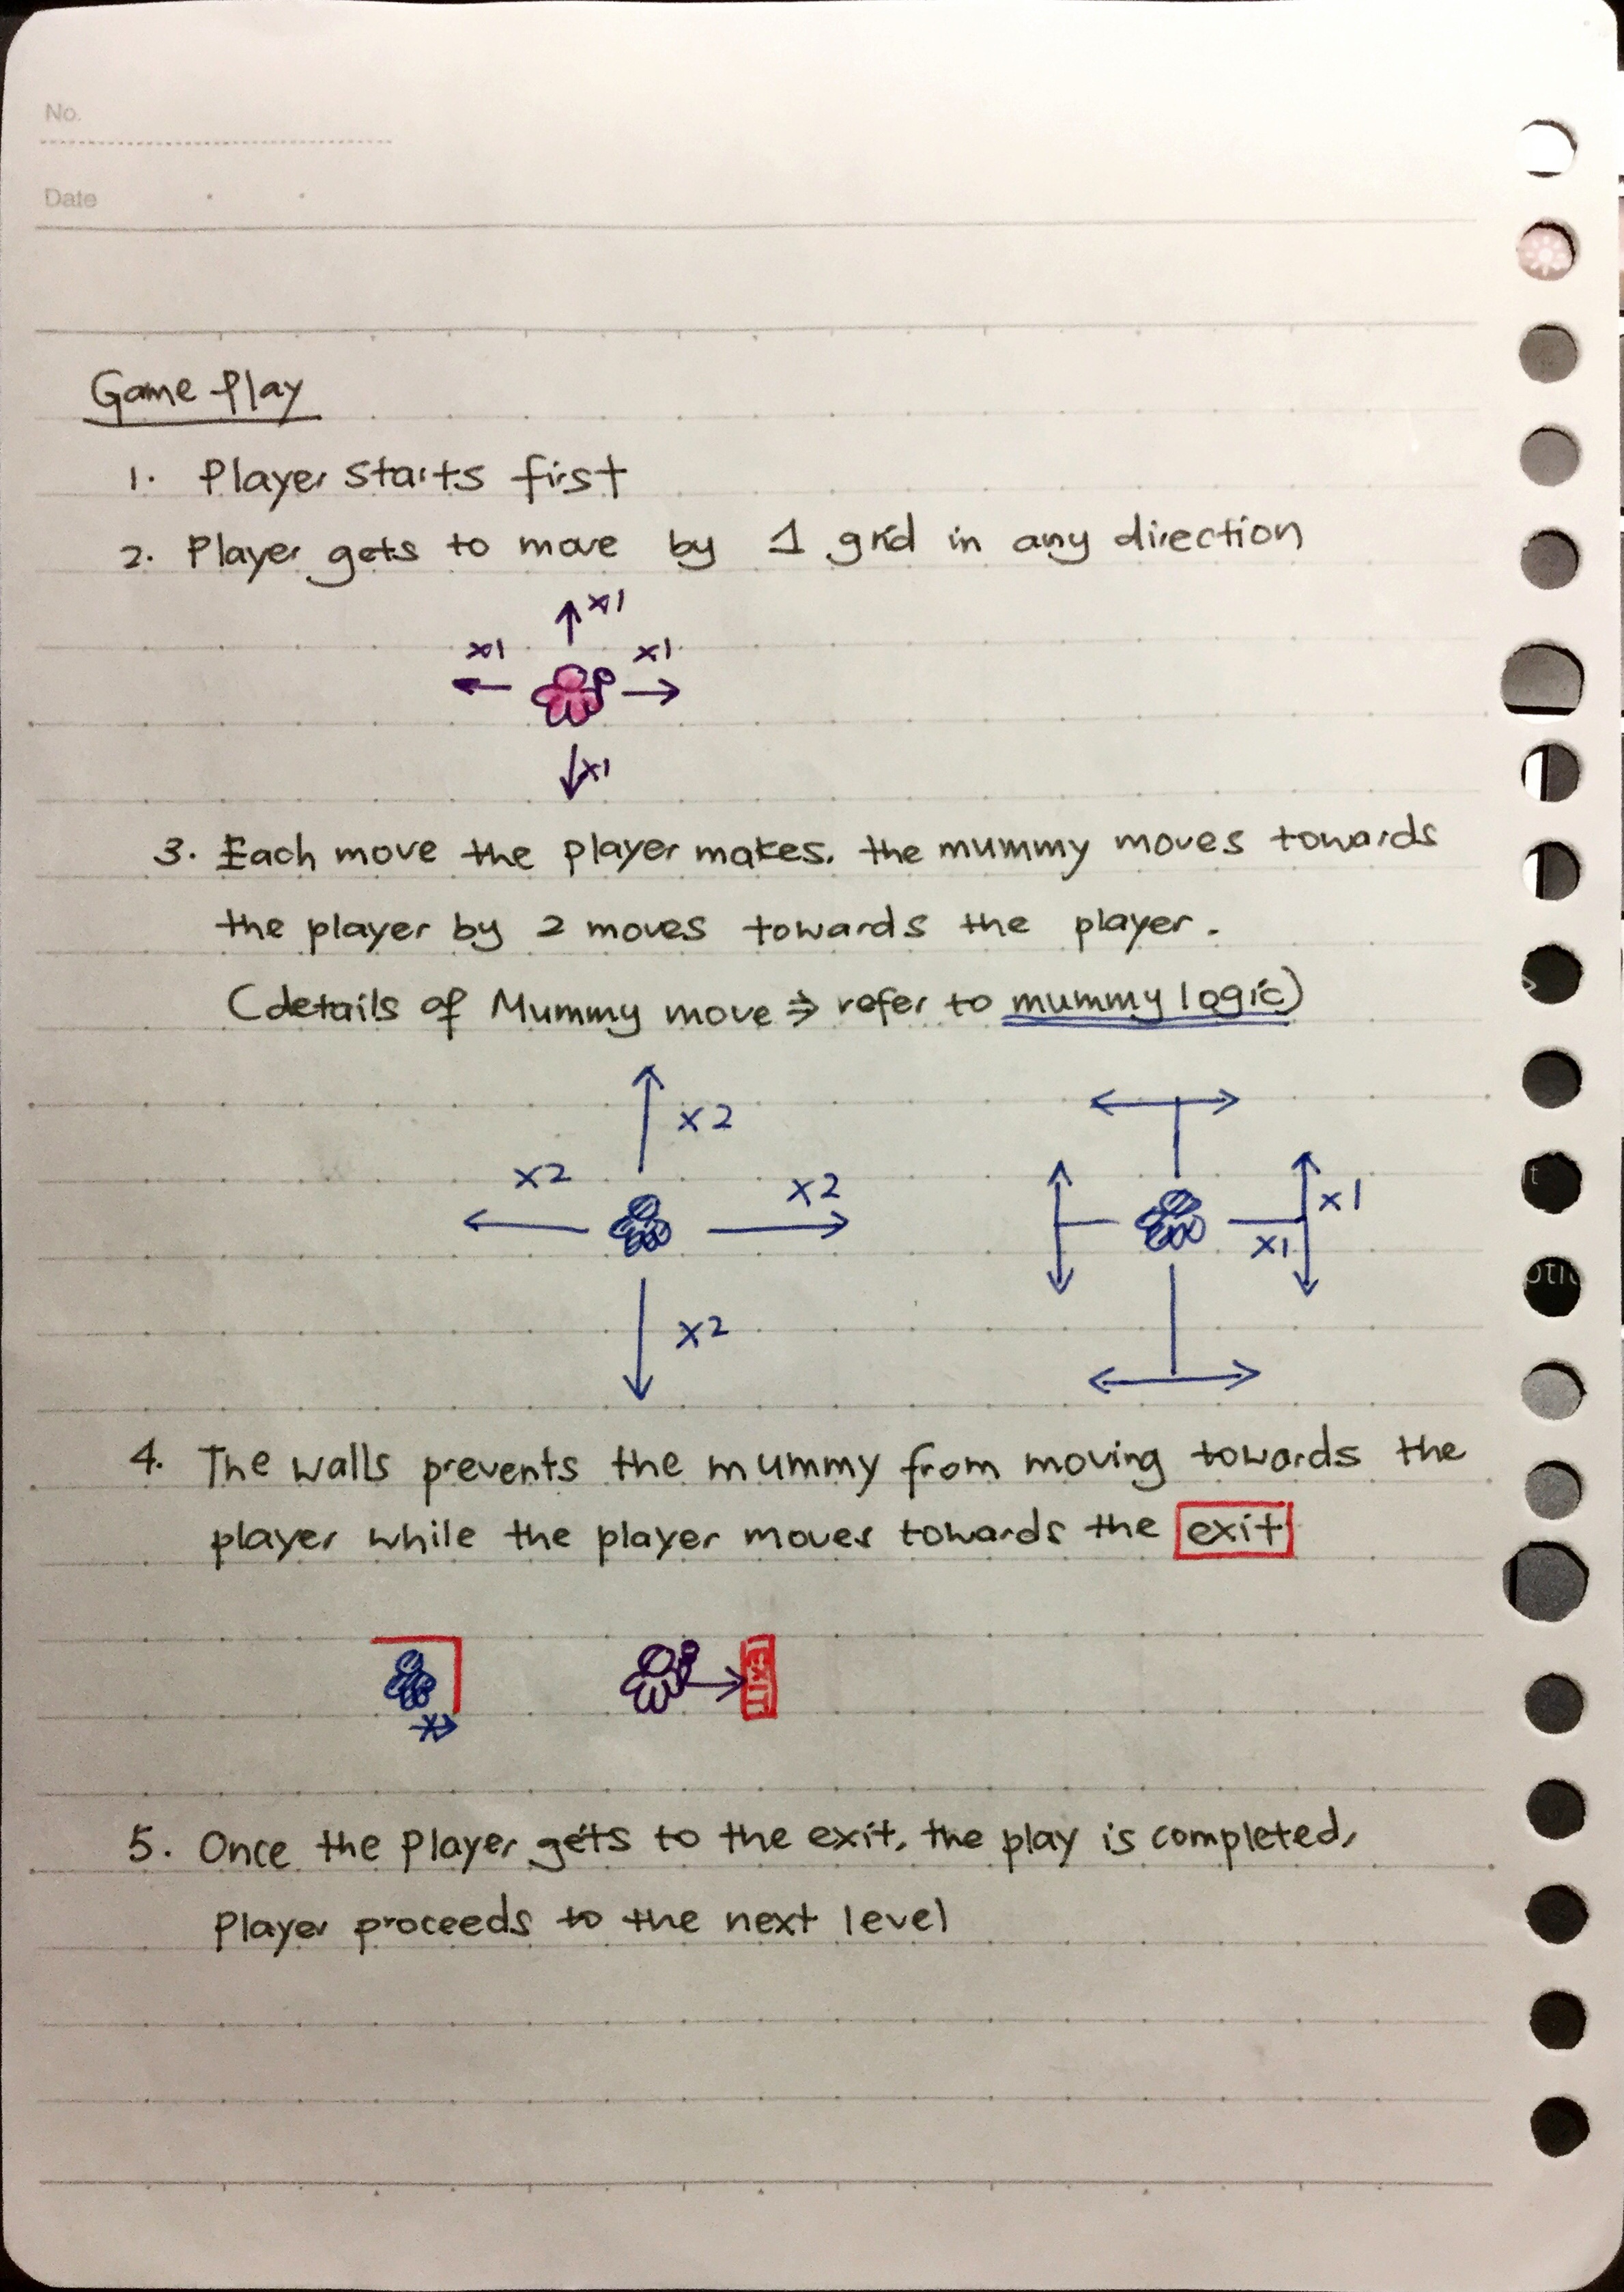 No.
Date
Game Play
1. Player starts first
2. Player gets to move by 1 grid in any direction
x1
x1
x1
x1
3. Each move the player makes, the mummy moves towards
the player by 2 moves towards the player.
(details of Mummy move ⇒ refer to mummy logic)
x2
x2
x2
x1
x1
x2
4. The walls prevents the mummy from moving towards the
player while the player moves towards the exit
EXIT
5. Once the Player gets to the exit, the play is completed,
Player proceeds to the next level